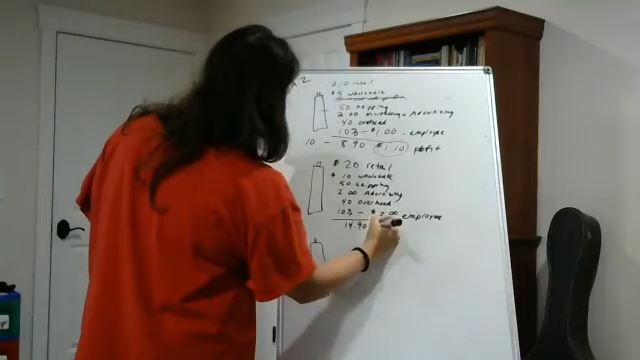 $10 retail
$5 wholesale
50 shipping
2.00 Advertising
40 overhead
10% - $1.00 - employee
10 - 8.90 $1.10 profit
$20 retail
$10 wholesale
50 shipping
2.00 Advertising
40 overhead
10% - $2.00 employee
14.90